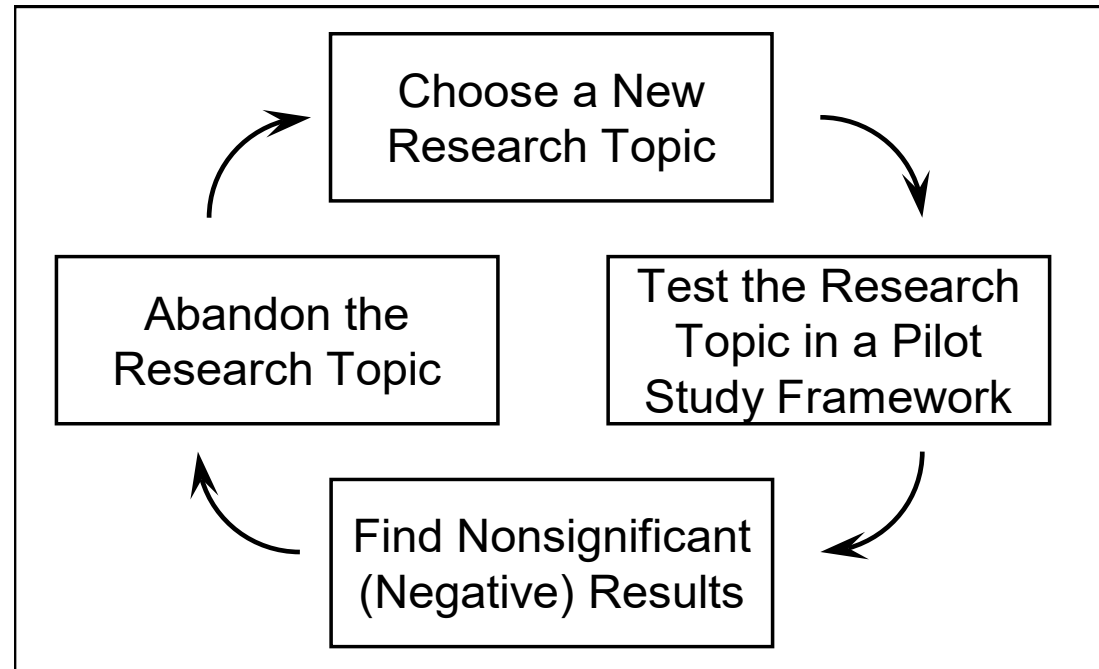 Choose a New
Research Topic
Test the Research
Topic in a Pilot
Study Framework
Find Nonsignificant
(Negative) Results
Abandon the
Research Topic